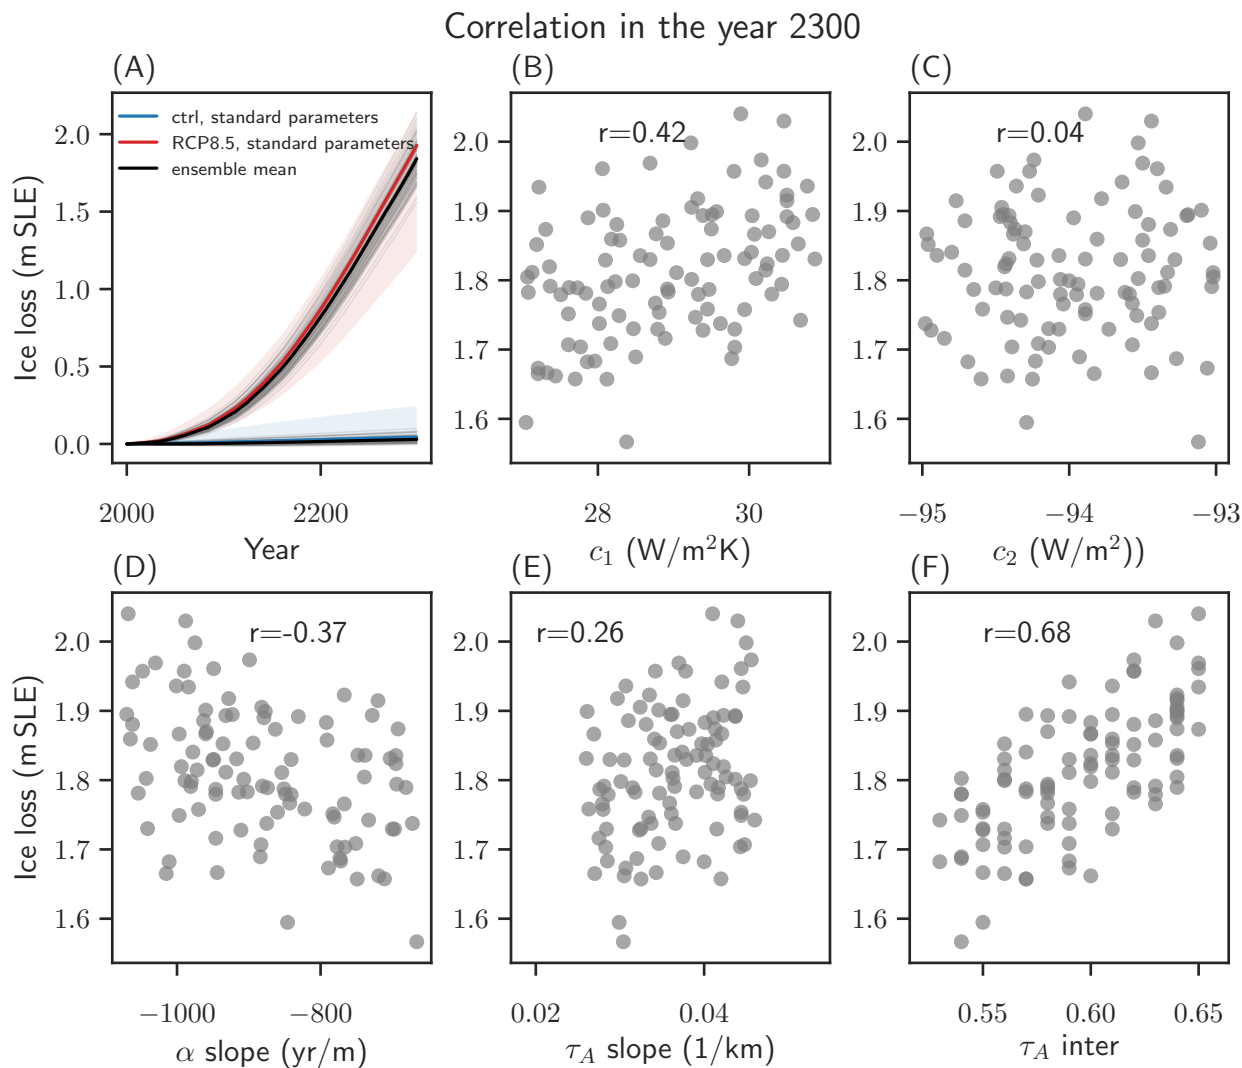 Correlation in the year 2300
(A)
ctrl, standard parameters
RCP8.5, standard parameters
ensemble mean
2.0
1.5
1.0
0.5
0.0
Ice loss (m SLE)
2000 2200
Year
(B)
r=0.42
2.0
1.9
1.8
1.7
1.6
28 30
c₁ (W/m²K)
(C)
r=0.04
2.0
1.9
1.8
1.7
1.6
−95 −94 −93
c₂ (W/m²))
(D)
r=-0.37
2.0
1.9
1.8
1.7
1.6
Ice loss (m SLE)
−1000 −800
α slope (yr/m)
(E)
r=0.26
2.0
1.9
1.8
1.7
1.6
0.02 0.04
τ_A slope (1/km)
(F)
r=0.68
2.0
1.9
1.8
1.7
1.6
0.55 0.60 0.65
τ_A inter